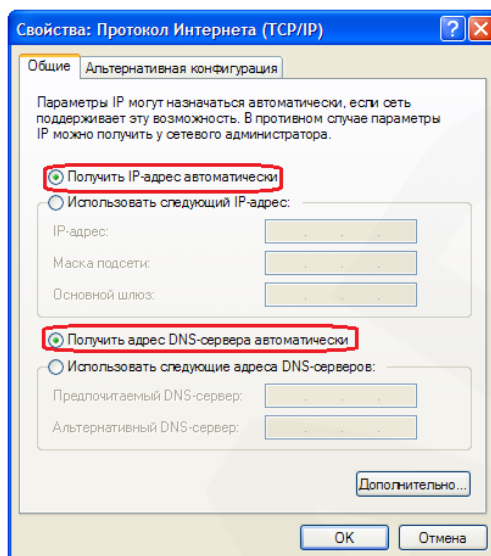 Свойства: Протокол Интернета (TCP/IP)
Общие
Альтернативная конфигурация
Параметры IP могут назначаться автоматически, если сеть
поддерживает эту возможность. В противном случае параметры
IP можно получить у сетевого администратора.
Получить IP-адрес автоматически
Использовать следующий IP-адрес:
IP-адрес:
Маска подсети:
Основной шлюз:
Получить адрес DNS-сервера автоматически
Использовать следующие адреса DNS-серверов:
Предпочитаемый DNS-сервер:
Альтернативный DNS-сервер:
Дополнительно...
OK
Отмена